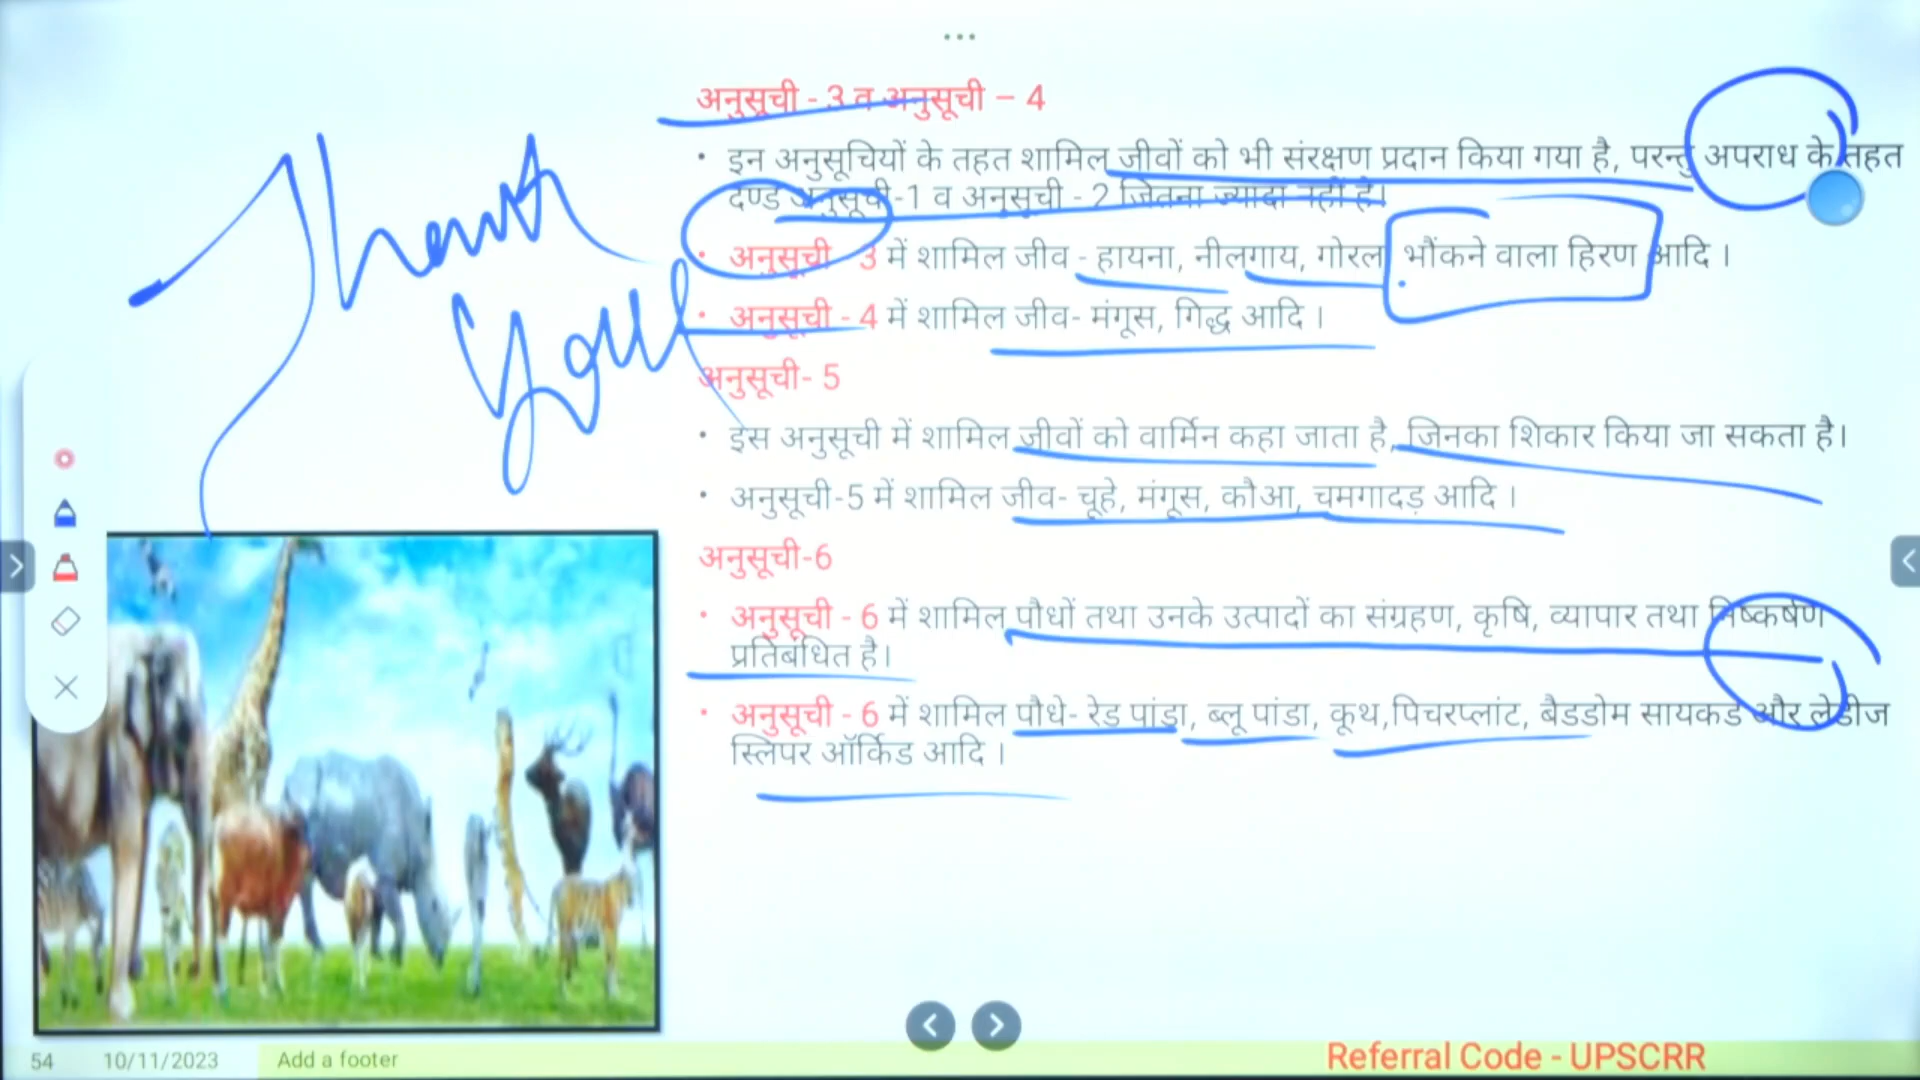 अनुसूची - 3 व अनुसूची – 4
• इन अनुसूचियों के तहत शामिल जीवों को भी संरक्षण प्रदान किया गया है, परन्तु अपराध के तहत
दण्ड अनुसूची -1 व अनुसूची - 2 जितना ज्यादा नहीं है।
• अनुसूची 3 में शामिल जीव - हायना, नीलगाय, गोरल भौंकने वाला हिरण आदि ।
• अनुसूची - 4 में शामिल जीव- मंगूस, गिद्ध आदि ।
Thank
You
अनुसूची- 5
• इस अनुसूची में शामिल जीवों को वार्मिन कहा जाता है, जिनका शिकार किया जा सकता है।
• अनुसूची-5 में शामिल जीव- चूहे, मंगूस, कौआ, चमगादड़ आदि ।
अनुसूची-6
• अनुसूची - 6 में शामिल पौधों तथा उनके उत्पादों का संग्रहण, कृषि, व्यापार तथा निष्कर्षण
प्रतिबंधित है।
• अनुसूची - 6 में शामिल पौधे- रेड पांडा, ब्लू पांडा, कूथ,पिचरप्लांट, बैडडोम सायकड और लेडीज
स्लिपर ऑर्किड आदि ।
54 10/11/2023 Add a footer
Referral Code - UPSCRR